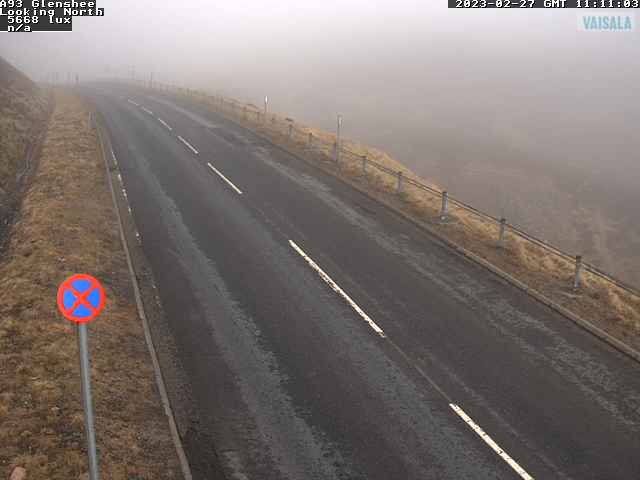 A93 Glenshee
Looking North
5668 lux
n/a
2023-02-27 GMT 11:11:03
VAISALA